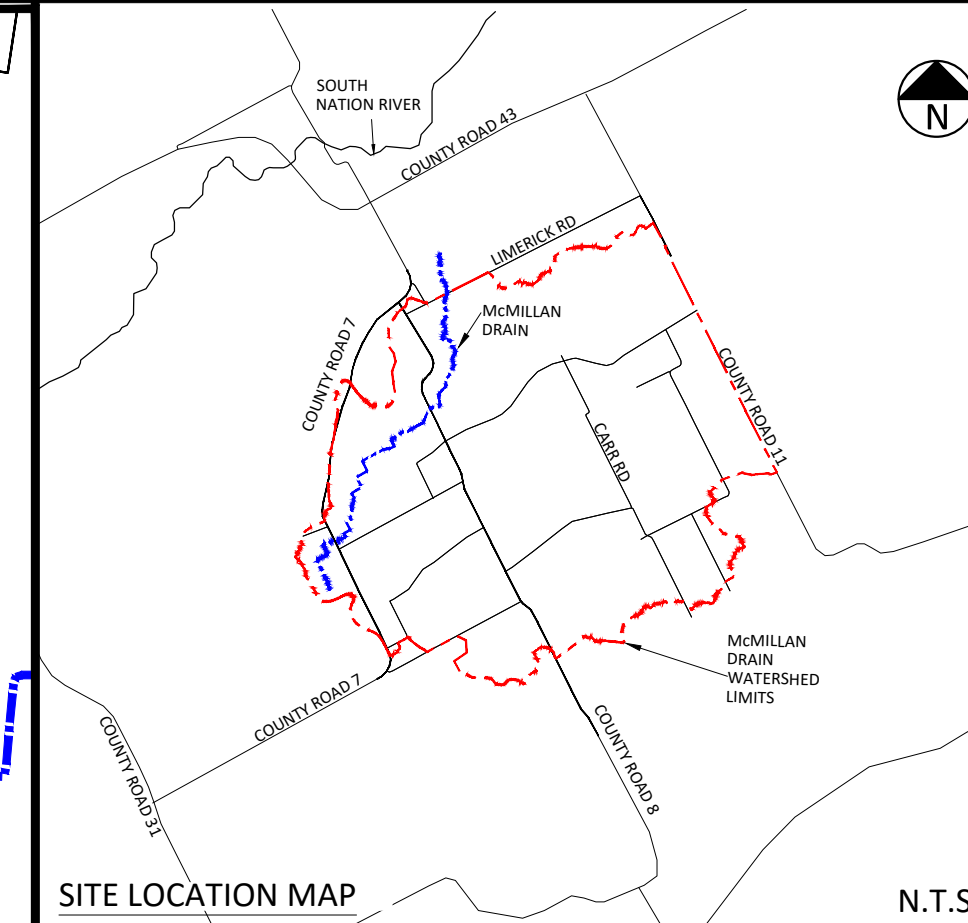 SOUTH
NATION RIVER
N
COUNTY ROAD 43
LIMERICK RD
McMILLAN
DRAIN
COUNTY ROAD 7
COUNTY ROAD 11
CARR RD
McMILLAN
DRAIN
WATERSHED
LIMITS
COUNTY ROAD 7
COUNTY ROAD 31
COUNTY ROAD 8
SITE LOCATION MAP
N.T.S